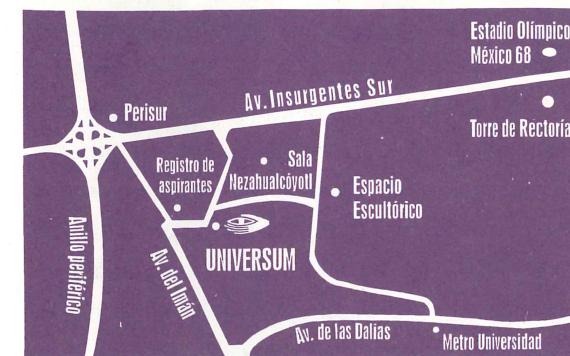 Estadio Olímpico
México 68
Av. Insurgentes Sur
Perisur
Torre de Rectoría
Registro de
aspirantes
Sala
Nezahualcóyotl
Espacio
Escultórico
Anillo periférico
Av. del Imán
UNIVERSUM
Av. de las Dalias
Metro Universidad